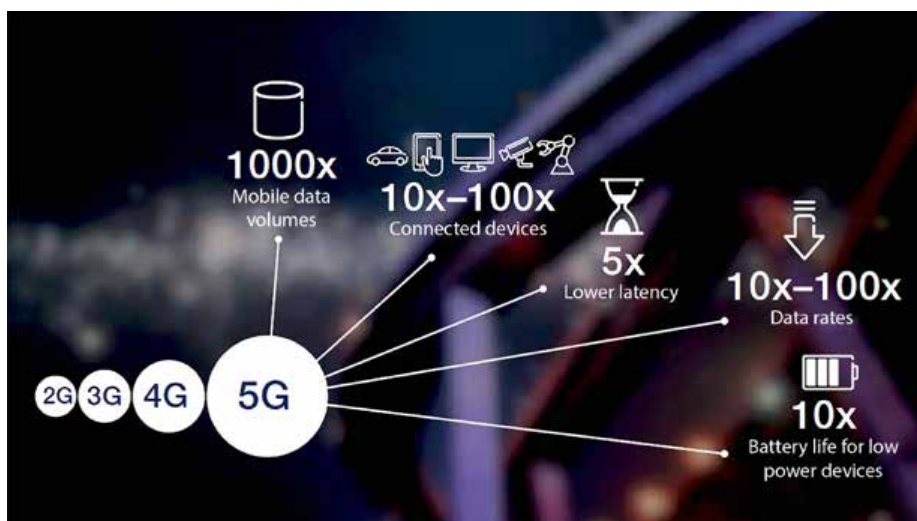 1000x
Mobile data
volumes
10x–100x
Connected devices
5x
Lower latency
10x–100x
Data rates
10x
Battery life for low
power devices
2G 3G 4G 5G